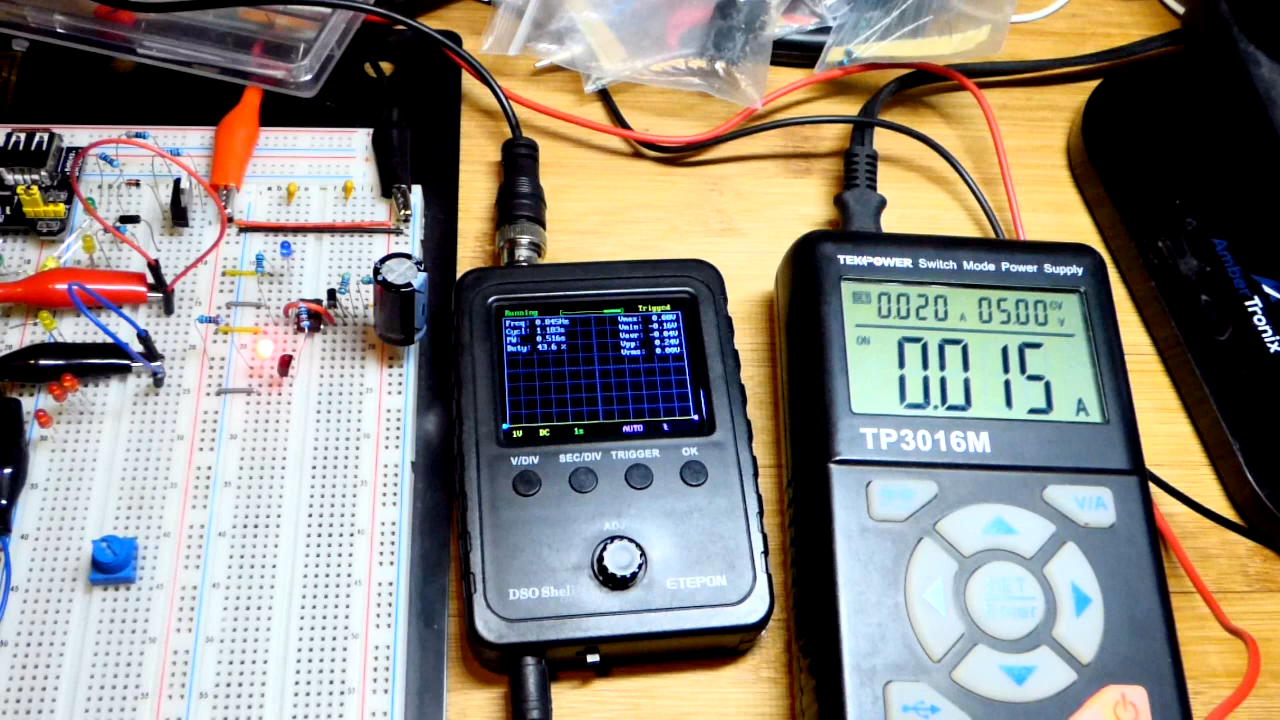 TEKPOWER Switch Mode Power Supply
0.020 A 05.00
ON
0.015 A
TP3016M
V/A
SET
Amber Tronix
Running Trigged
Freq: 0.845Hz Vmax: 0.08V
Cycl: 1.183s Vmin: -0.16V
PW: 0.516s Vavr: -0.04V
Duty: 43.6 % Vpp: 0.24V
Vrms: 0.00V
1V DC 1s AUTO
V/DIV SEC/DIV TRIGGER OK
ADJ
DSO Shell ETEPON